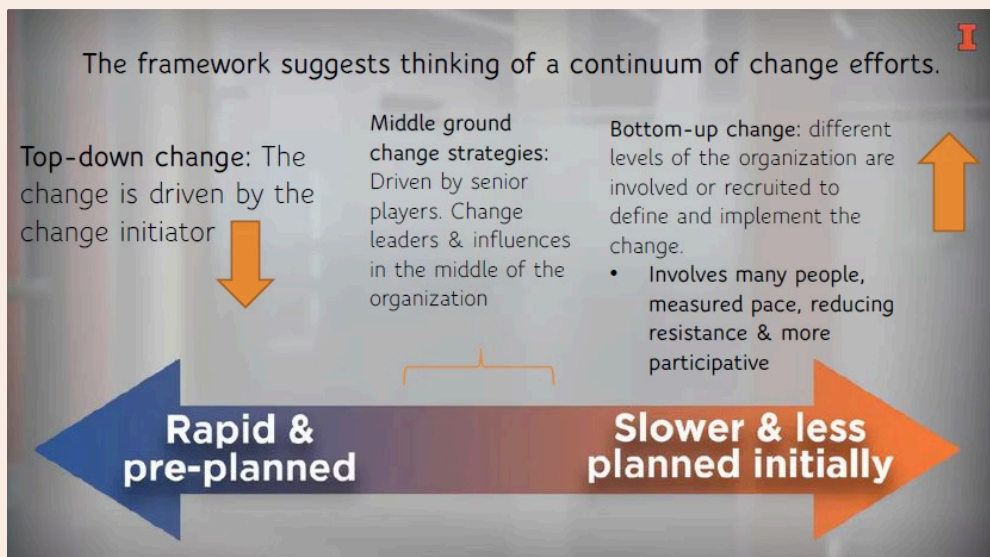 The framework suggests thinking of a continuum of change efforts.
Top-down change: The
change is driven by the
change initiator
Middle ground
change strategies:
Driven by senior
players. Change
leaders & influences
in the middle of the
organization
Bottom-up change: different
levels of the organization are
involved or recruited to
define and implement the
change.
• Involves many people,
measured pace, reducing
resistance & more
participative
Rapid &
pre-planned
Slower & less
planned initially